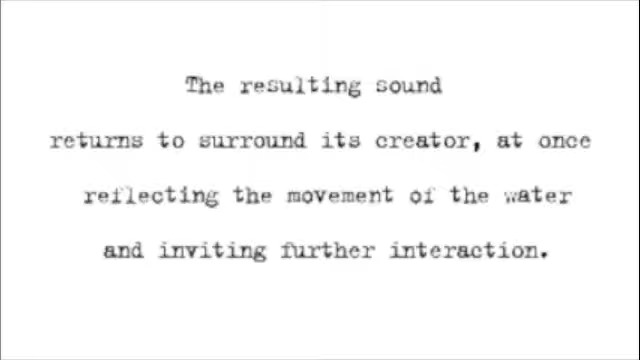 The resulting sound
returns to surround its creator, at once
reflecting the movement of the water
and inviting further interaction.